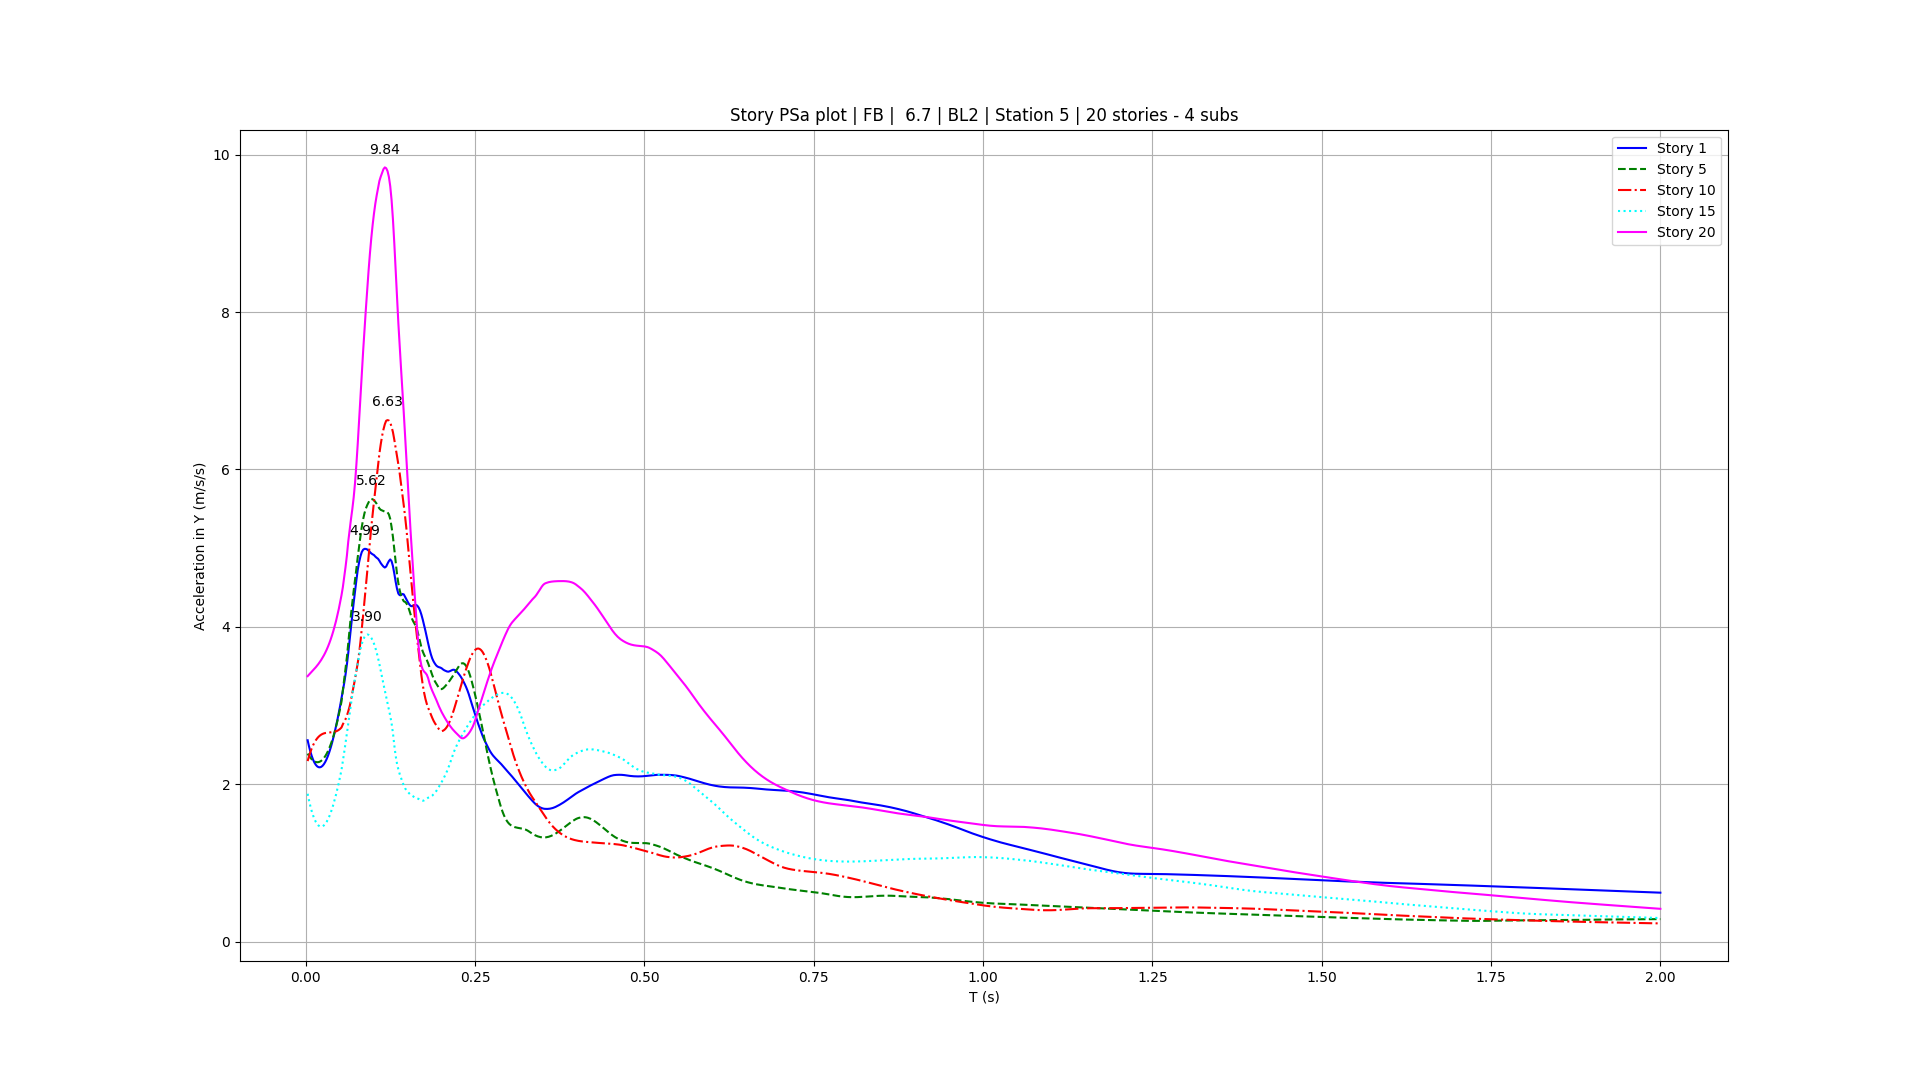 Story PSa plot | FB |  6.7 | BL2 | Station 5 | 20 stories - 4 subs
Story 1
Story 5
Story 10
Story 15
Story 20
9.84
6.63
5.62
4.99
3.90
10
8
6
4
2
0
Acceleration in Y (m/s/s)
0.00 0.25 0.50 0.75 1.00 1.25 1.50 1.75 2.00
T (s)